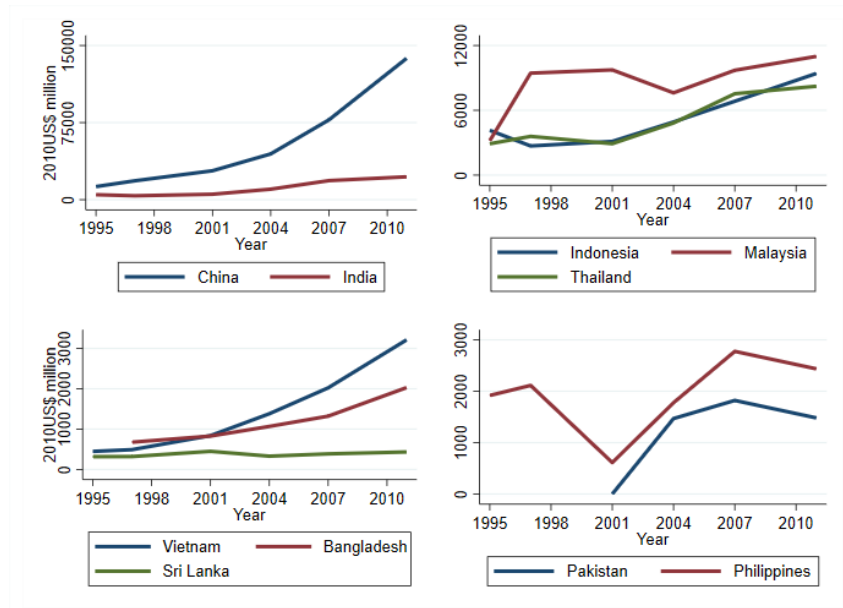 2010US$ million
150000
75000
0
1995 1998 2001 2004 2007 2010
Year
China India
12000
6000
0
1995 1998 2001 2004 2007 2010
Year
Indonesia Malaysia
Thailand
2010US$ million
3000
2000
1000
0
1995 1998 2001 2004 2007 2010
Year
Vietnam Bangladesh
Sri Lanka
3000
2000
1000
0
1995 1998 2001 2004 2007 2010
Year
Pakistan Philippines